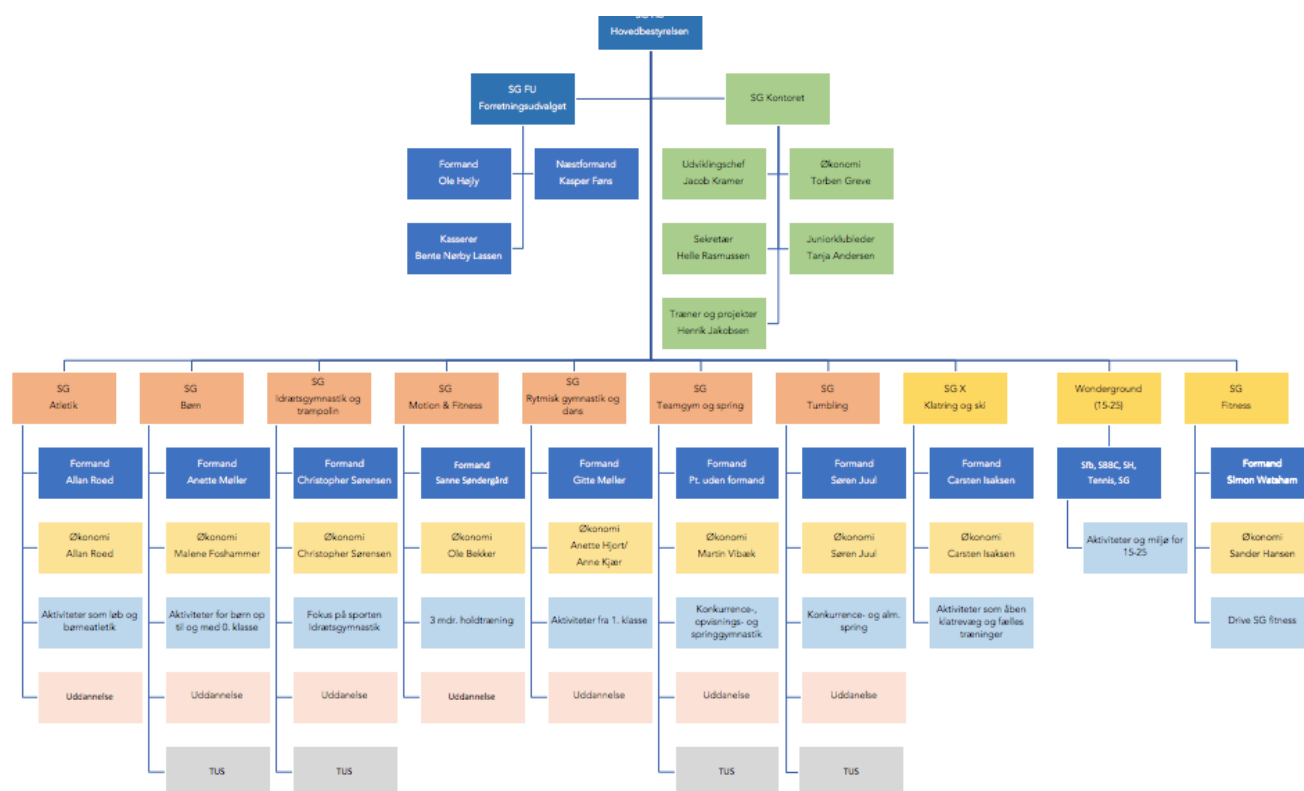 Hovedbestyrelsen
SG FU
Forretningsudvalget
SG Kontoret
Formand
Ole Højly
Næstformand
Kasper Føns
Udviklingschef
Jacob Kramer
Økonomi
Torben Greve
Kasserer
Bente Nørby Lassen
Sekretær
Helle Rasmussen
Juniorklubleder
Tanja Andersen
Træner og projekter
Henrik Jakobsen
SG
Atletik
SG
Børn
SG
Idrætsgymnastik og
trampolin
SG
Motion & Fitness
SG
Rytmisk gymnastik og
dans
SG
Teamgym og spring
SG
Tumbling
SG X
Klatring og ski
Wonderground
(15-25)
SG
Fitness
Formand
Allan Roed
Formand
Anette Møller
Formand
Christopher Sørensen
Formand
Sanne Søndergård
Formand
Gitte Møller
Formand
Pt. uden formand
Formand
Søren Juul
Formand
Carsten Isaksen
Sfb, SBBC, SH,
Tennis, SG
Formand
Simon Watsham
Økonomi
Allan Roed
Økonomi
Malene Foshammer
Økonomi
Christopher Sørensen
Økonomi
Ole Bekker
Økonomi
Anette Hjort/
Anne Kjær
Økonomi
Martin Vibæk
Økonomi
Søren Juul
Økonomi
Carsten Isaksen
Aktiviteter og miljø for
15-25
Økonomi
Sander Hansen
Aktiviteter som løb og
børneatletik
Aktiviteter for børn op
til og med 0. klasse
Fokus på sporten
Idrætsgymnastik
3 mdr. holdtræning
Aktiviteter fra 1. klasse
Konkurrence-,
opvisnings- og
springgymnastik
Konkurrence- og alm.
spring
Aktiviteter som åben
klatrevæg og fælles
træninger
Drive SG fitness
Uddannelse
Uddannelse
Uddannelse
Uddannelse
Uddannelse
Uddannelse
Uddannelse
TUS
TUS
TUS
TUS